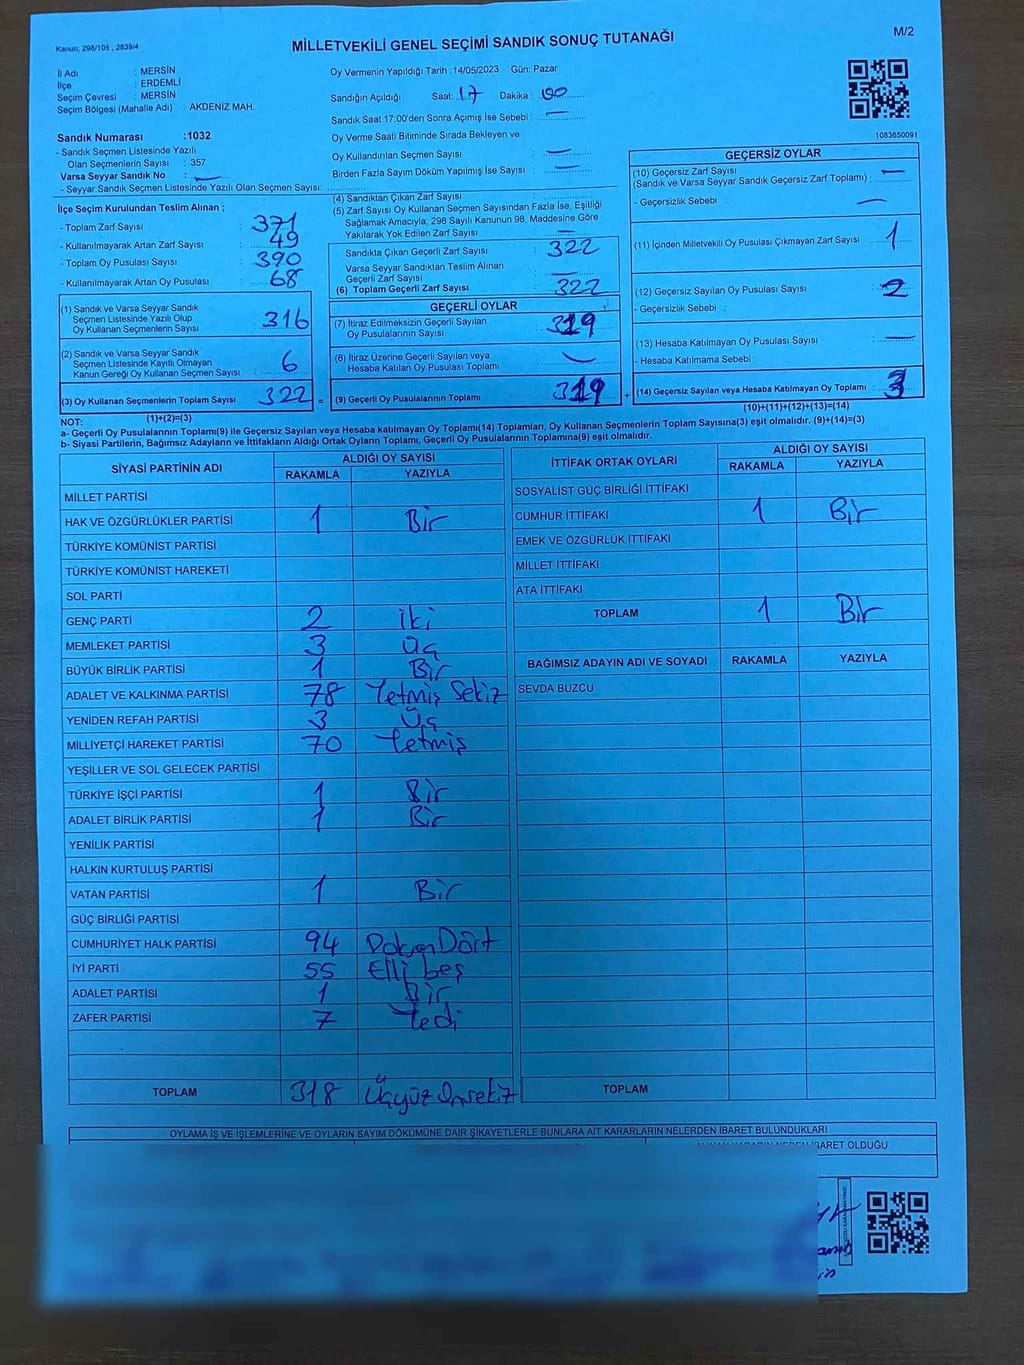 Kanun; 298/105 , 2839/4
MİLLETVEKİLİ GENEL SEÇİMİ SANDIK SONUÇ TUTANAĞI
M/2
İl Adı : MERSİN
İlçe : ERDEMLİ
Seçim Çevresi : MERSİN
Seçim Bölgesi (Mahalle Adı) : AKDENİZ MAH.
Sandık Numarası :1032
- Sandık Seçmen Listesinde Yazılı
Olan Seçmenlerin Sayısı : 357
Varsa Seyyar Sandık No : —
- Seyyar Sandık Seçmen Listesinde Yazılı Olan Seçmen Sayısı:
Oy Vermenin Yapıldığı Tarih :14/05/2023 Gün: Pazar
Sandığın Açıldığı Saat: 17 Dakika : 00
Sandık Saat 17:00'den Sonra Açımış İse Sebebi : —
Oy Verme Saati Bitiminde Sırada Bekleyen ve
Oy Kullandırılan Seçmen Sayısı : —
Birden Fazla Sayım Döküm Yapılmış İse Sayısı : —
1083650091
İlçe Seçim Kurulundan Teslim Alınan ;
- Toplam Zarf Sayısı : 371
- Kullanılmayarak Artan Zarf Sayısı : 49
- Toplam Oy Pusulası Sayısı : 390
- Kullanılmayarak Artan Oy Pusulası : 68
(1) Sandık ve Varsa Seyyar Sandık
Seçmen Listesinde Yazılı Olup
Oy Kullanan Seçmenlerin Sayısı : 316
(2) Sandık ve Varsa Seyyar Sandık
Seçmen Listesinde Kayıtlı Olmayan
Kanun Gereği Oy Kullanan Seçmen Sayısı : 6
(3) Oy Kullanan Seçmenlerin Toplam Sayısı : 322 =
(1)+(2)=(3)
(4) Sandıktan Çıkan Zarf Sayısı :
(5) Zarf Sayısı Oy Kullanan Seçmen Sayısından Fazla İse, Eşitliği
Sağlamak Amacıyla; 298 Sayılı Kanunun 98. Maddesine Göre
Yakılarak Yok Edilen Zarf Sayısı : —
Sandıkta Çıkan Geçerli Zarf Sayısı : 322
Varsa Seyyar Sandıktan Teslim Alınan
Geçerli Zarf Sayısı : —
(6) Toplam Geçerli Zarf Sayısı : 322
GEÇERLİ OYLAR
(7) İtiraz Edilmeksizin Geçerli Sayılan
Oy Pusulalarının Sayısı : 319
(8) İtiraz Üzerine Geçerli Sayılan veya
Hesaba Katılan Oy Pusulası Toplamı : —
(9) Geçerli Oy Pusulalarının Toplamı : 319 +
GEÇERSİZ OYLAR
(10) Geçersiz Zarf Sayısı
(Sandık ve Varsa Seyyar Sandık Geçersiz Zarf Toplamı) : —
- Geçersizlik Sebebi : —
(11) İçinden Milletvekili Oy Pusulası Çıkmayan Zarf Sayısı : 1
(12) Geçersiz Sayılan Oy Pusulası Sayısı : 2
- Geçersizlik Sebebi :
(13) Hesaba Katılmayan Oy Pusulası Sayısı : —
- Hesaba Katılmama Sebebi :
(14) Geçersiz Sayılan veya Hesaba Katılmayan Oy Toplamı : 3
(10)+(11)+(12)+(13)=(14)
NOT:
a- Geçerli Oy Pusulaları Toplamı(9) ile Geçersiz Sayılan veya Hesaba katılmayan Oy Toplamı(14) Toplamları, Oy Kullanan Seçmenlerin Toplam Sayısına(3) eşit olmalıdır. (9)+(14)=(3)
b- Siyasi Partilerin, Bağımsız Adayların ve İttifakların Aldığı Ortak Oyların Toplamı, Geçerli Oy Pusulalarının Toplamına(9) eşit olmalıdır.
SİYASİ PARTİNİN ADI ALDIĞI OY SAYISI
RAKAMLA YAZIYLA
MİLLET PARTİSİ
HAK VE ÖZGÜRLÜKLER PARTİSİ 1 Bir
TÜRKİYE KOMÜNİST PARTİSİ
TÜRKİYE KOMÜNİST HAREKETİ
SOL PARTİ
GENÇ PARTİ 2 iki
MEMLEKET PARTİSİ 3 Üç
BÜYÜK BİRLİK PARTİSİ 1 Bir
ADALET VE KALKINMA PARTİSİ 78 Yetmiş Sekiz
YENİDEN REFAH PARTİSİ 3 Üç
MİLLİYETÇİ HAREKET PARTİSİ 70 Yetmiş
YEŞİLLER VE SOL GELECEK PARTİSİ
TÜRKİYE İŞÇİ PARTİSİ 1 Bir
ADALET BİRLİK PARTİSİ 1 Bir
YENİLİK PARTİSİ
HALKIN KURTULUŞ PARTİSİ
VATAN PARTİSİ 1 Bir
GÜÇ BİRLİĞİ PARTİSİ
CUMHURİYET HALK PARTİSİ 94 Doksan Dört
İYİ PARTİ 55 Elli beş
ADALET PARTİSİ 1 Bir
ZAFER PARTİSİ 7 Yedi
TOPLAM 318 Üçyüz Onsekiz
İTTİFAK ORTAK OYLARI ALDIĞI OY SAYISI
RAKAMLA YAZIYLA
SOSYALİST GÜÇ BİRLİĞİ İTTİFAKI
CUMHUR İTTİFAKI 1 Bir
EMEK VE ÖZGÜRLÜK İTTİFAKI
MİLLET İTTİFAKI
ATA İTTİFAKI
TOPLAM 1 Bir
BAĞIMSIZ ADAYIN ADI VE SOYADI RAKAMLA YAZIYLA
SEVDA BUZCU
TOPLAM
OYLAMA İŞ VE İŞLEMLERİNE VE OYLARIN SAYIM DÖKÜMÜNE DAİR ŞİKAYETLERLE BUNLARA AİT KARARLARIN NELERDEN İBARET BULUNDUKLARI
ALINAN KARARIN NEDEN İBARET OLDUĞU